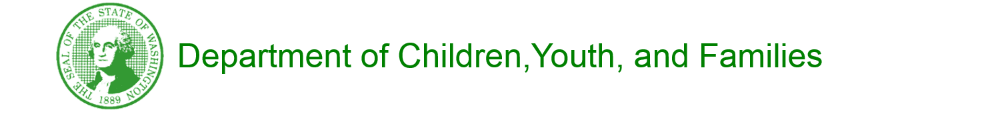 THE SEAL OF THE STATE OF WASHINGTON
1889
Department of Children,Youth, and Families